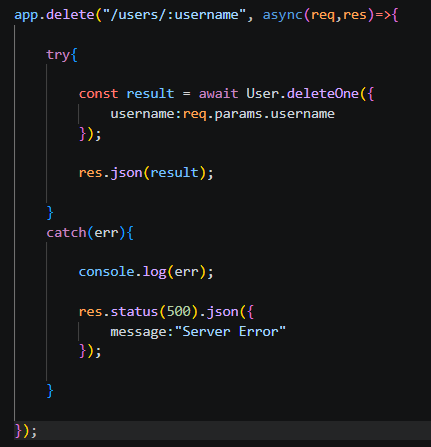 app.delete("/users/:username", async(req,res)=>{
try{
const result = await User.deleteOne({
username:req.params.username
});
res.json(result);
}
catch(err){
console.log(err);
res.status(500).json({
message:"Server Error"
});
}
});